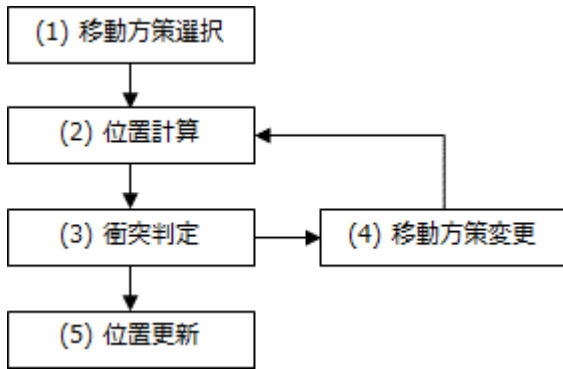 (1) 移動方策選択
(2) 位置計算
(3) 衝突判定
(4) 移動方策変更
(5) 位置更新